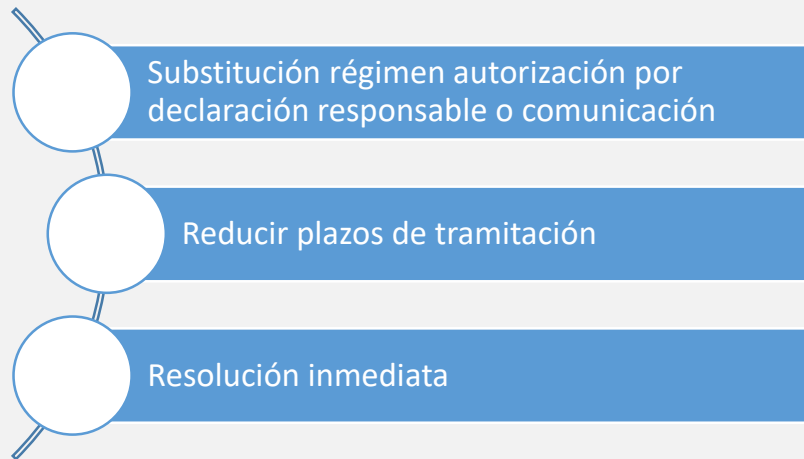 Substitución régimen autorización por
declaración responsable o comunicación
Reducir plazos de tramitación
Resolución inmediata